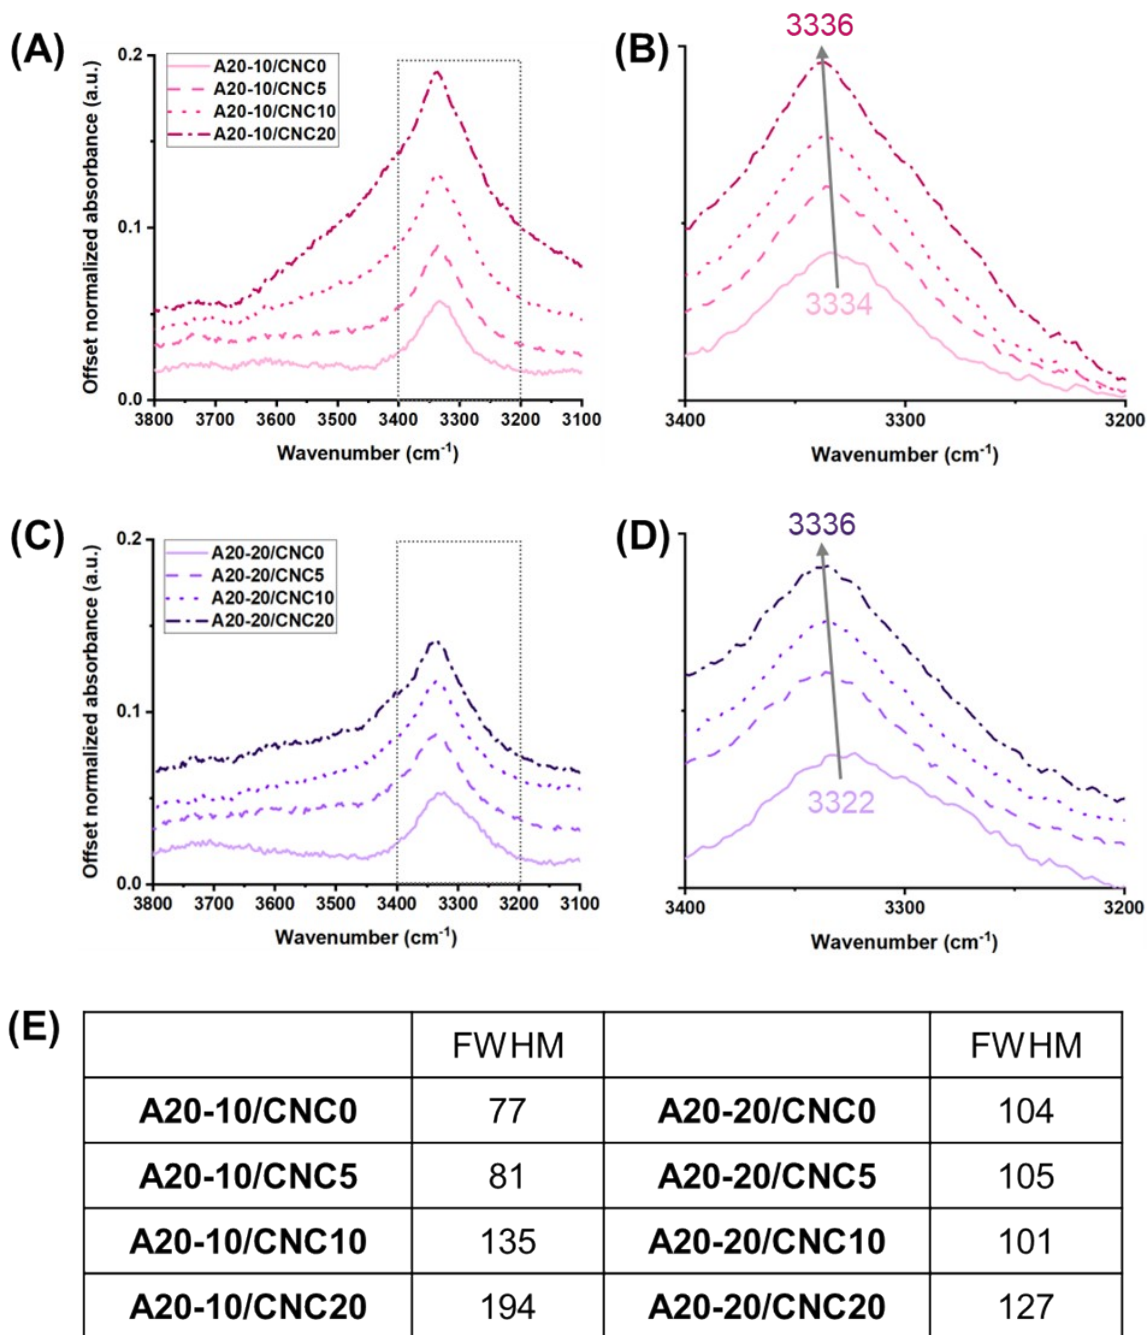 (A)
0.2
0.1
0.0
Offset normalized absorbance (a.u.)
A20-10/CNC0
A20-10/CNC5
A20-10/CNC10
A20-10/CNC20
3800 3700 3600 3500 3400 3300 3200 3100
Wavenumber (cm⁻¹)
(B)
3336
3334
3400 3300 3200
Wavenumber (cm⁻¹)
(C)
0.2
0.1
0.0
Offset normalized absorbance (a.u.)
A20-20/CNC0
A20-20/CNC5
A20-20/CNC10
A20-20/CNC20
3800 3700 3600 3500 3400 3300 3200 3100
Wavenumber (cm⁻¹)
(D)
3336
3322
3400 3300 3200
Wavenumber (cm⁻¹)
(E)
FWHM FWHM
A20-10/CNC0 77 A20-20/CNC0 104
A20-10/CNC5 81 A20-20/CNC5 105
A20-10/CNC10 135 A20-20/CNC10 101
A20-10/CNC20 194 A20-20/CNC20 127